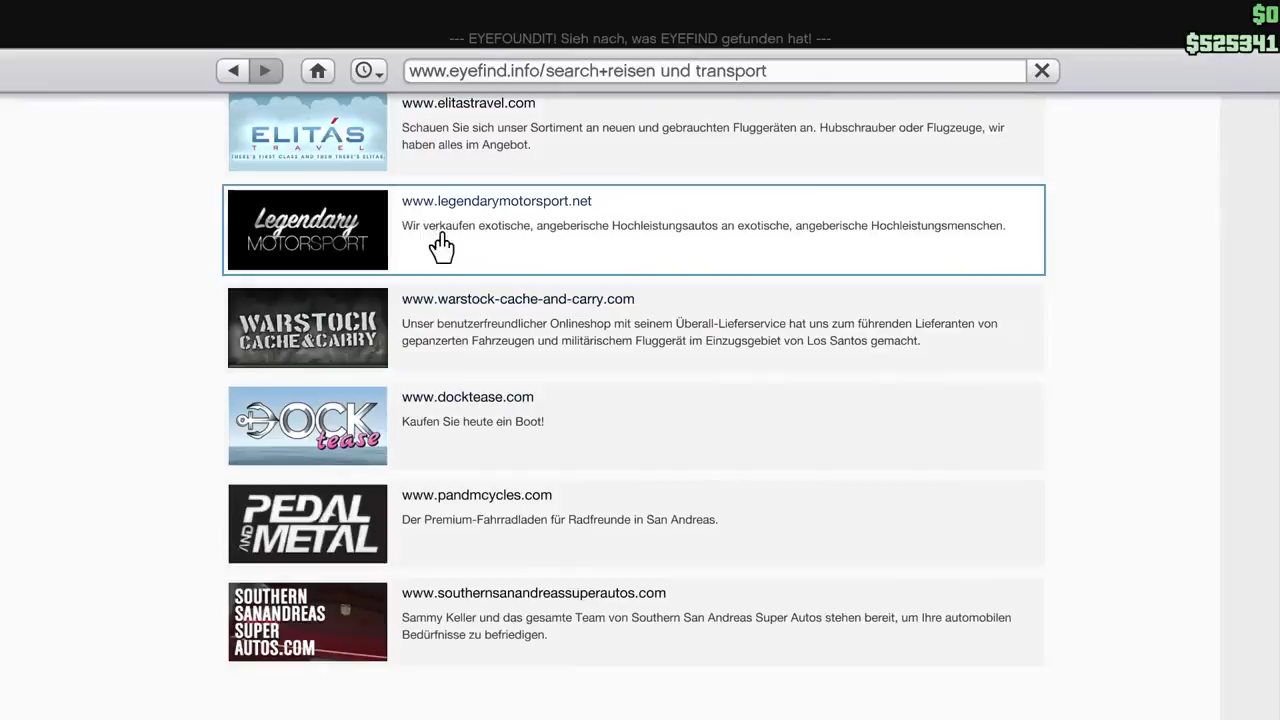 $0
--- EYEFOUNDIT! Sieh nach, was EYEFIND gefunden hat! ---
$525341
www.eyefind.info/search+reisen und transport
ELITÁS
TRAVEL
THERE'S FIRST CLASS AND THEN THERE'S ELITAS.
www.elitastravel.com
Schauen Sie sich unser Sortiment an neuen und gebrauchten Fluggeräten an. Hubschrauber oder Flugzeuge, wir
haben alles im Angebot.
Legendary
MOTORSPORT
www.legendarymotorsport.net
Wir verkaufen exotische, angeberische Hochleistungsautos an exotische, angeberische Hochleistungsmenschen.
WARSTOCK
CACHE&CARRY
www.warstock-cache-and-carry.com
Unser benutzerfreundlicher Onlineshop mit seinem Überall-Lieferservice hat uns zum führenden Lieferanten von
gepanzerten Fahrzeugen und militärischem Fluggerät im Einzugsgebiet von Los Santos gemacht.
DOCK
tease
www.docktease.com
Kaufen Sie heute ein Boot!
PEDAL
AND METAL
www.pandmcycles.com
Der Premium-Fahrradladen für Radfreunde in San Andreas.
SOUTHERN
SANANDREAS
SUPER
AUTOS.COM
www.southernsanandreassuperautos.com
Sammy Keller und das gesamte Team von Southern San Andreas Super Autos stehen bereit, um Ihre automobilen
Bedürfnisse zu befriedigen.